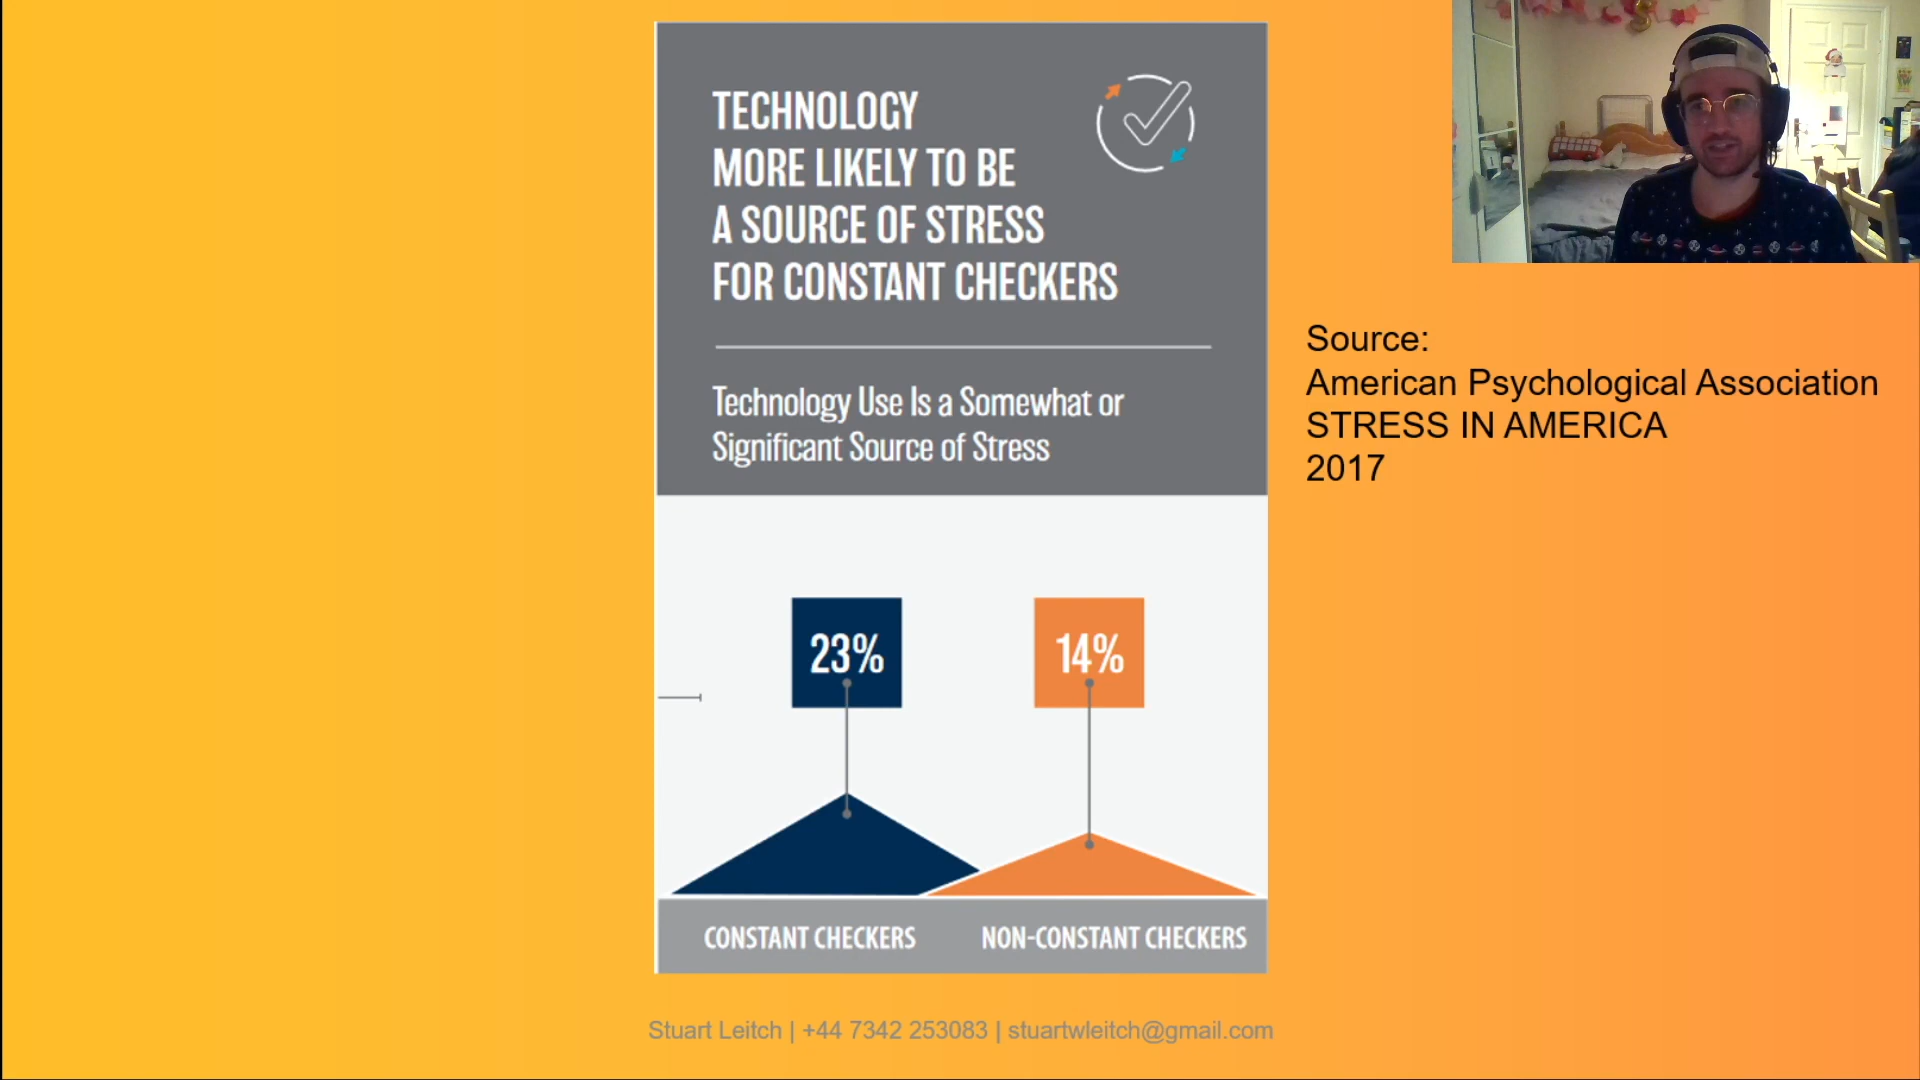 TECHNOLOGY
MORE LIKELY TO BE
A SOURCE OF STRESS
FOR CONSTANT CHECKERS
Technology Use Is a Somewhat or
Significant Source of Stress
23%
14%
CONSTANT CHECKERS
NON-CONSTANT CHECKERS
Source:
American Psychological Association
STRESS IN AMERICA
2017
Stuart Leitch | +44 7342 253083 | stuartwleitch@gmail.com